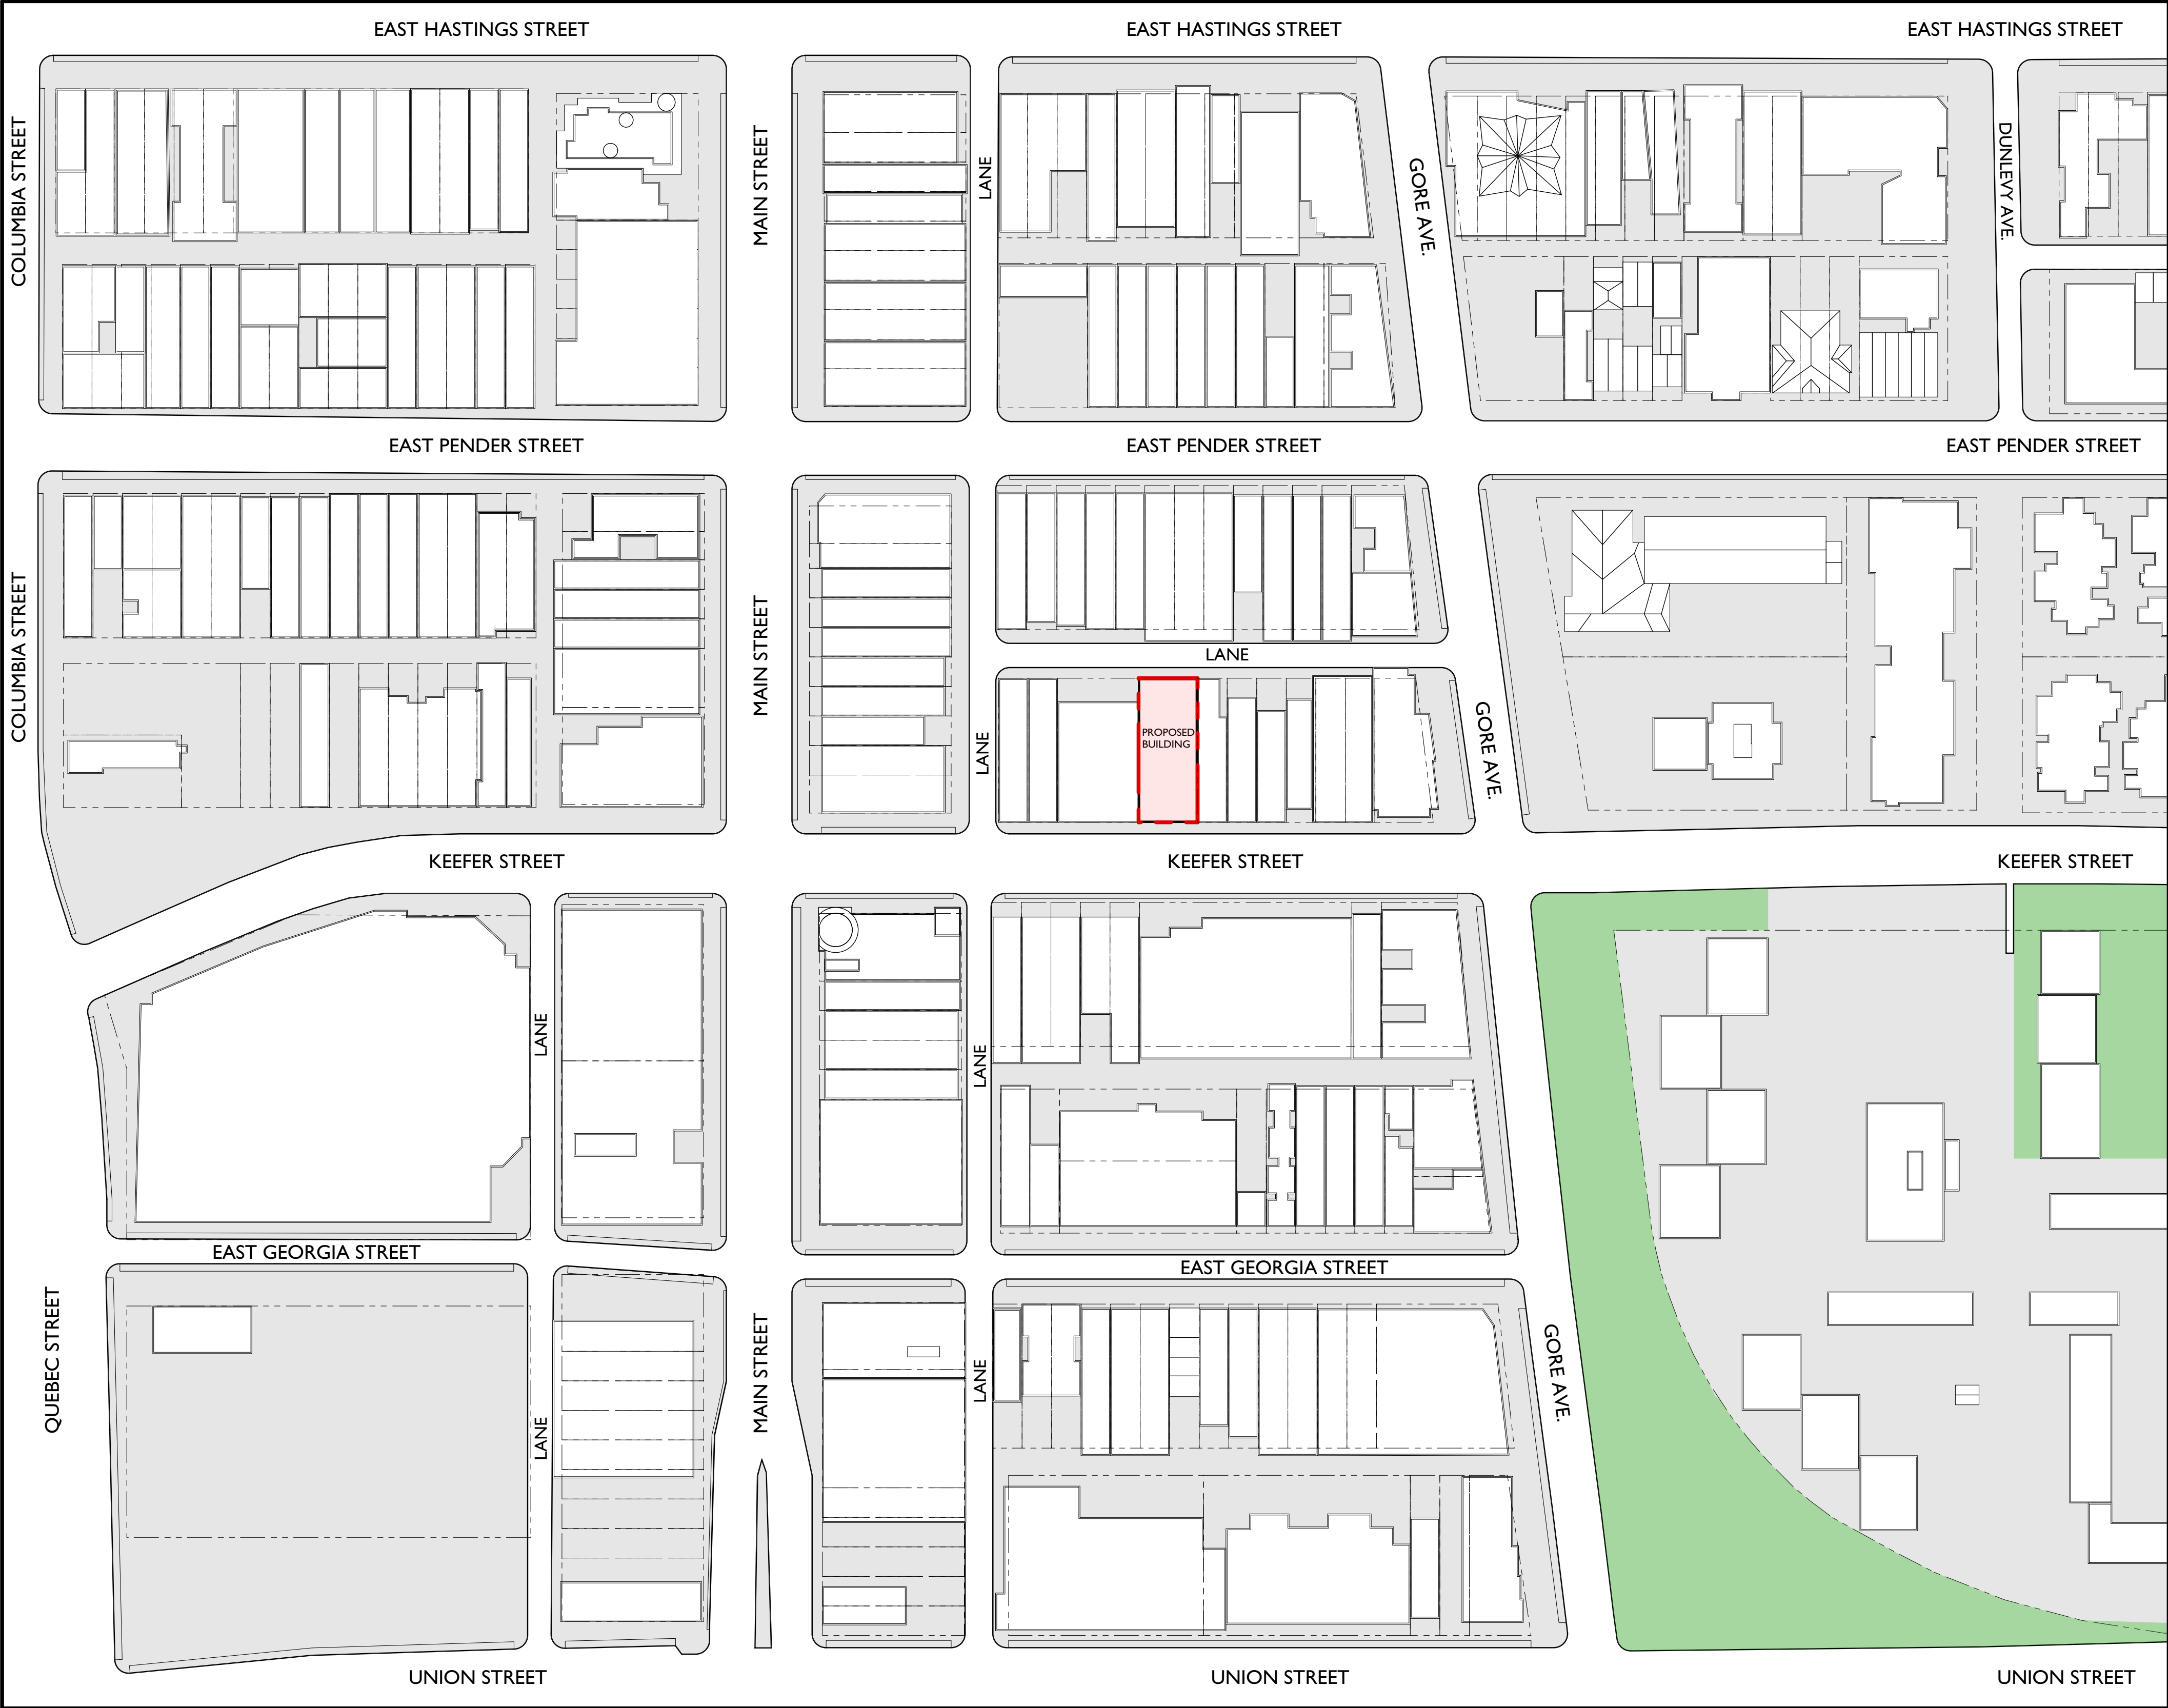 EAST HASTINGS STREET
EAST HASTINGS STREET
EAST HASTINGS STREET
COLUMBIA STREET
MAIN STREET
LANE
GORE AVE.
DUNLEVY AVE.
EAST PENDER STREET
EAST PENDER STREET
EAST PENDER STREET
COLUMBIA STREET
MAIN STREET
LANE
LANE
PROPOSED
BUILDING
GORE AVE.
KEEFER STREET
KEEFER STREET
KEEFER STREET
LANE
LANE
EAST GEORGIA STREET
EAST GEORGIA STREET
QUEBEC STREET
LANE
MAIN STREET
LANE
GORE AVE.
UNION STREET
UNION STREET
UNION STREET